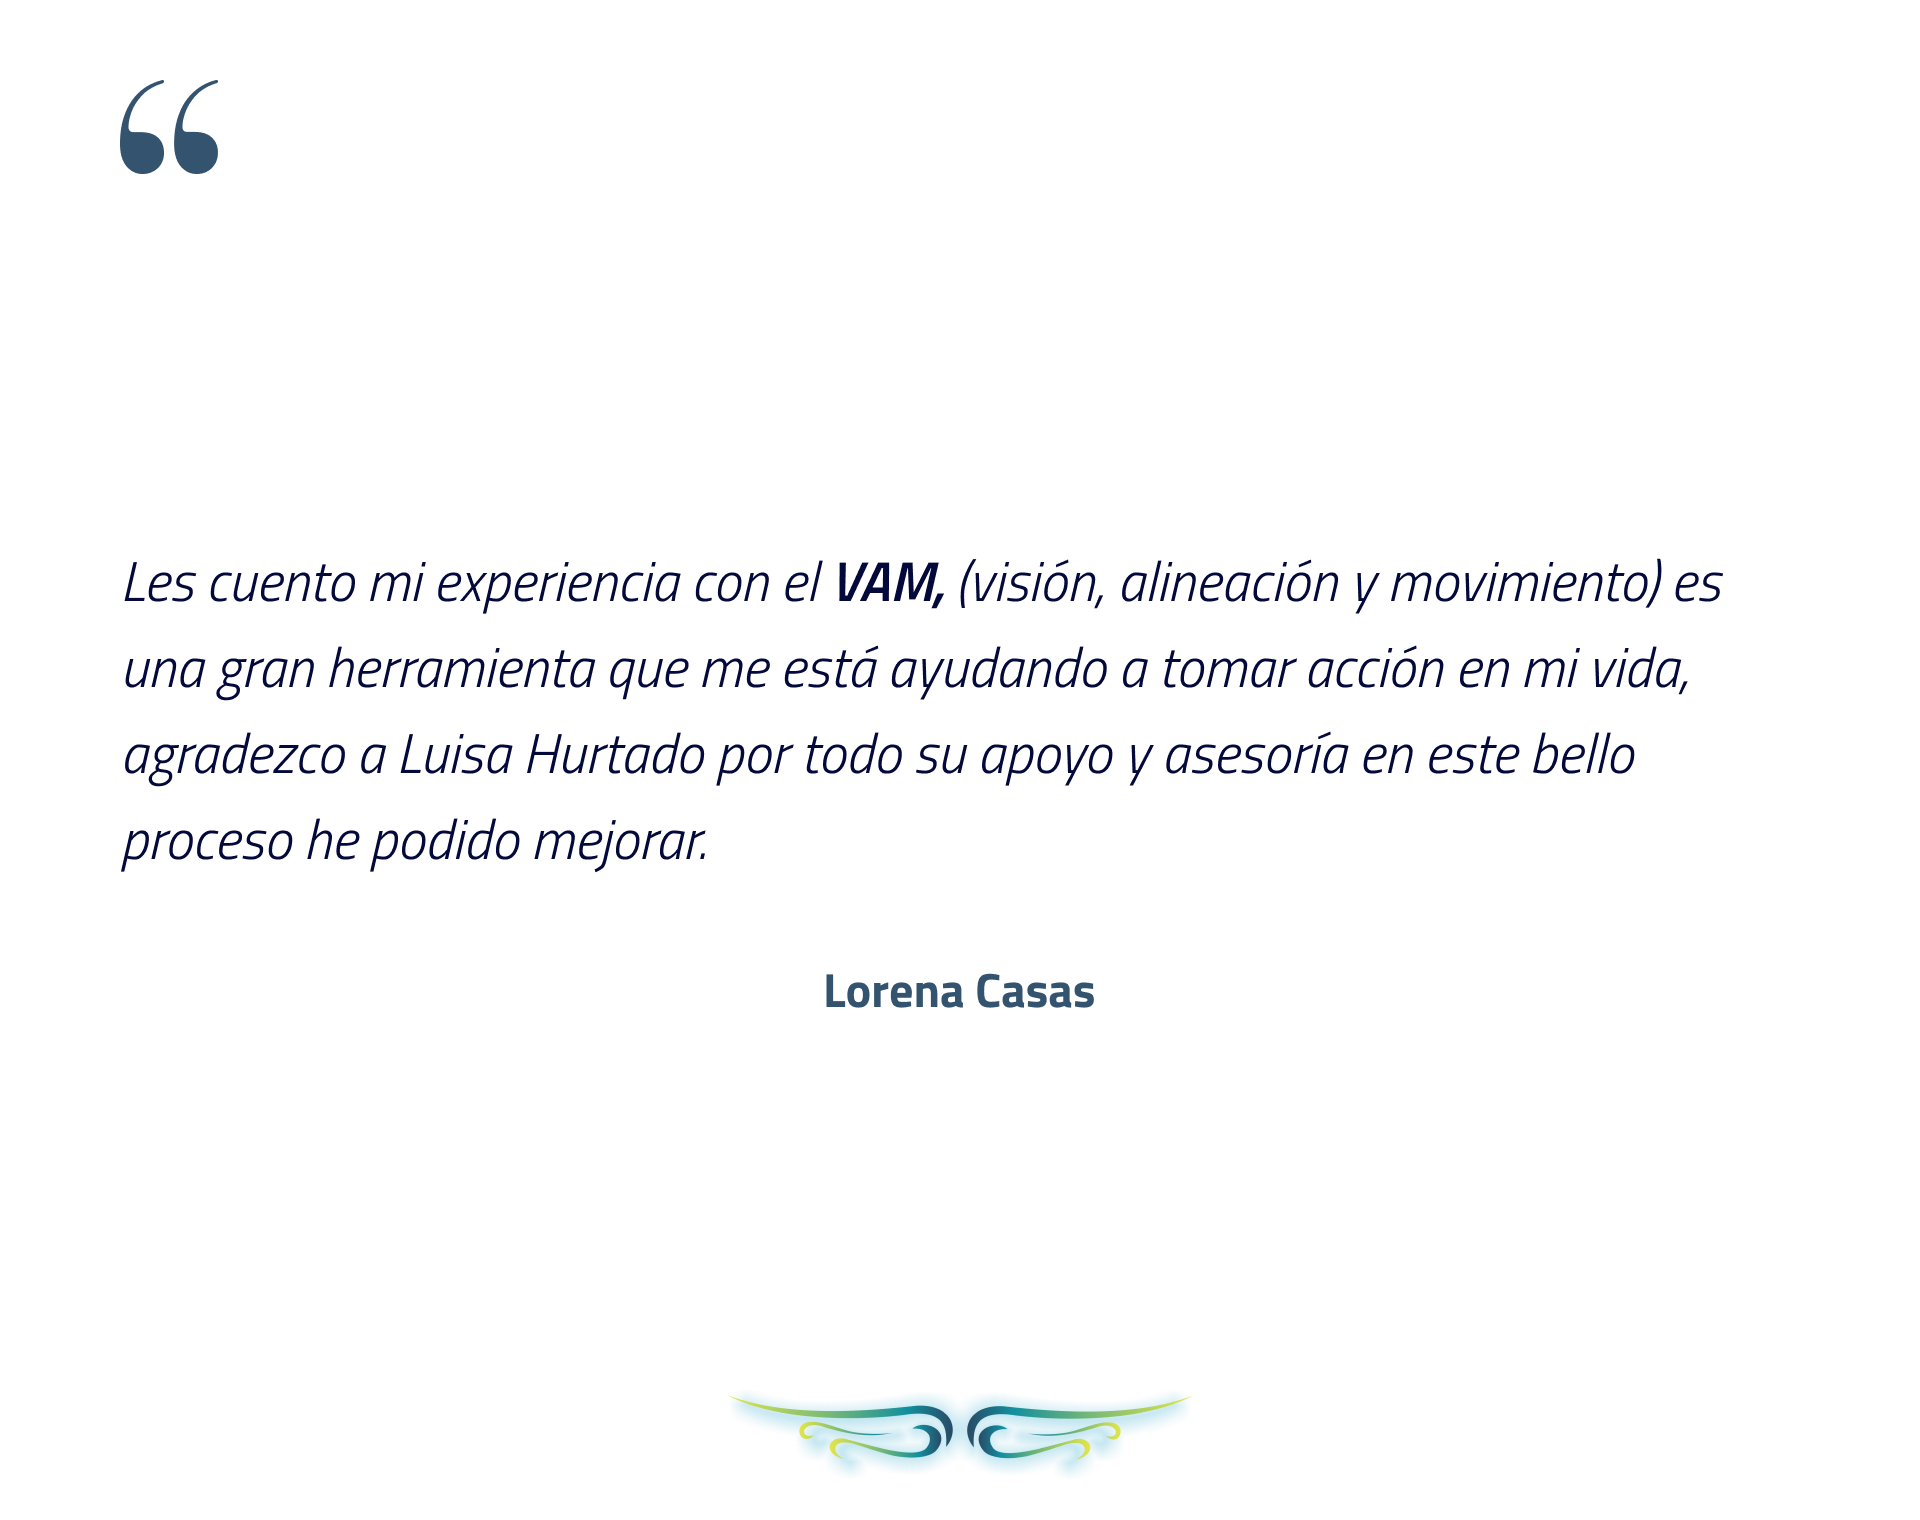 “
Les cuento mi experiencia con el VAM, (visión, alineación y movimiento) es
una gran herramienta que me está ayudando a tomar acción en mi vida,
agradezco a Luisa Hurtado por todo su apoyo y asesoría en este bello
proceso he podido mejorar.
Lorena Casas